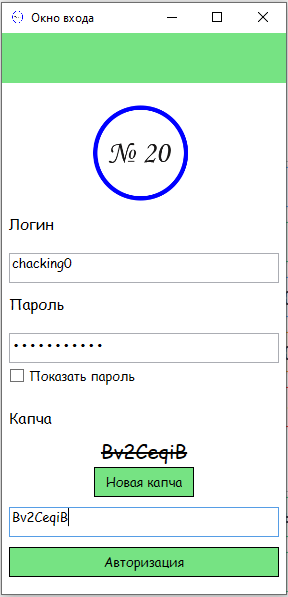 Окно входа
№ 20
Логин
chacking0
Пароль
•••••••••••
Показать пароль
Капча
Bv2CeqiB
Новая капча
Bv2CeqiB
Авторизация